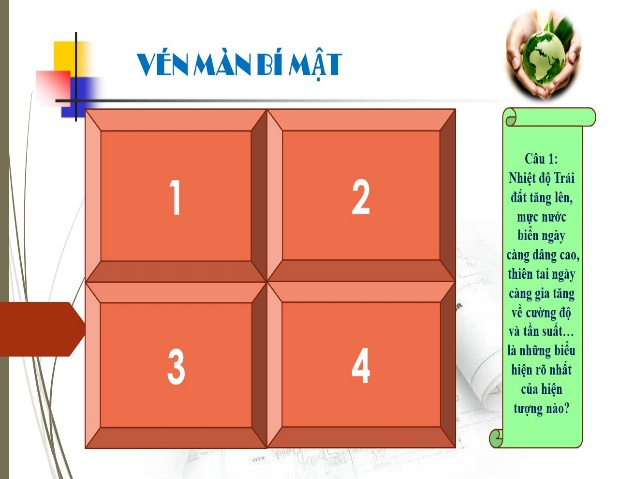 VÉN MÀN BÍ MẬT
1
2
3
4
Câu 1:
Nhiệt độ Trái
đất tăng lên,
mực nước
biển ngày
càng dâng cao,
thiên tai ngày
càng gia tăng
về cường độ
và tần suất…
là những biểu
hiện rõ nhất
của hiện
tượng nào?